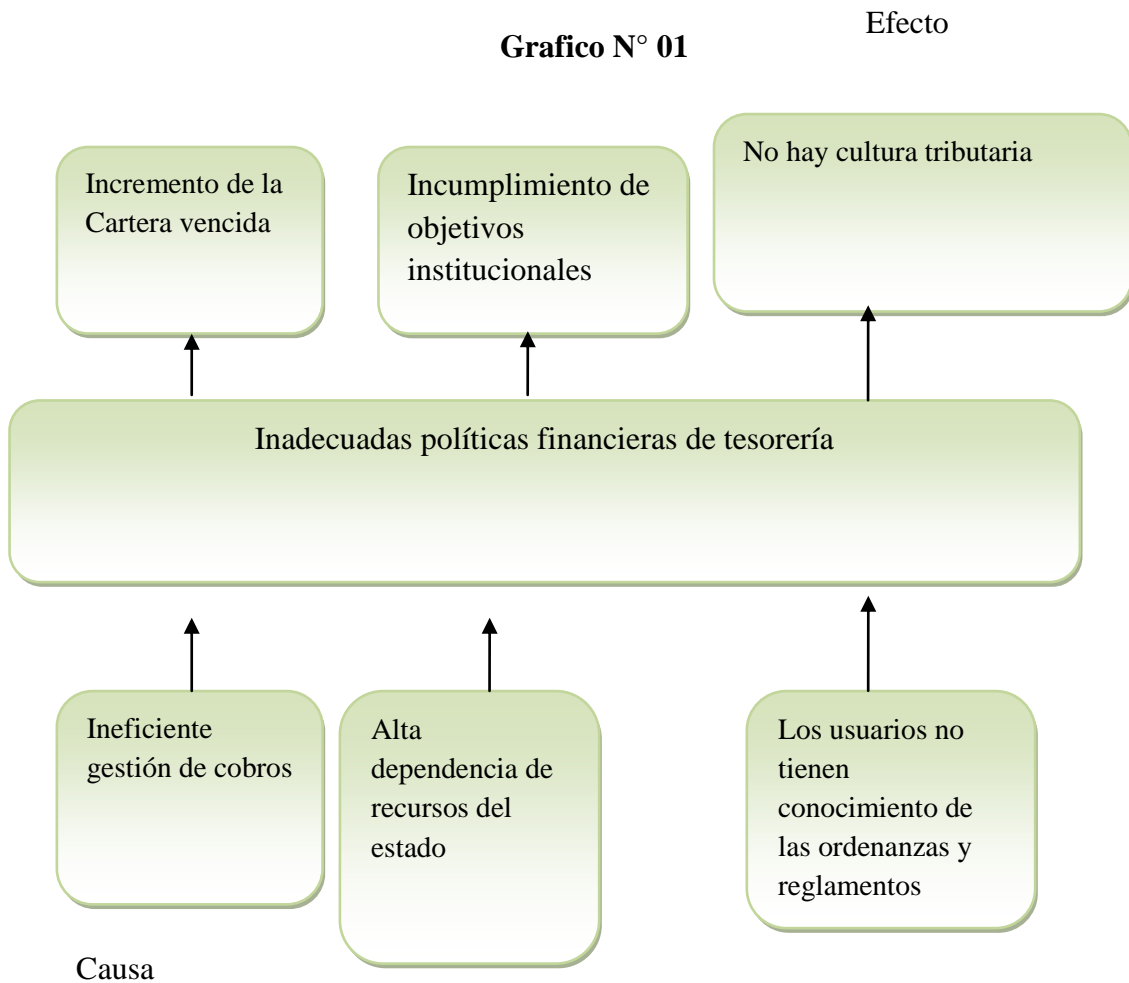 Efecto
Grafico N° 01
Incremento de la
Cartera vencida
Incumplimiento de
objetivos
institucionales
No hay cultura tributaria
Inadecuadas políticas financieras de tesorería
Ineficiente
gestión de cobros
Alta
dependencia de
recursos del
estado
Los usuarios no
tienen
conocimiento de
las ordenanzas y
reglamentos
Causa